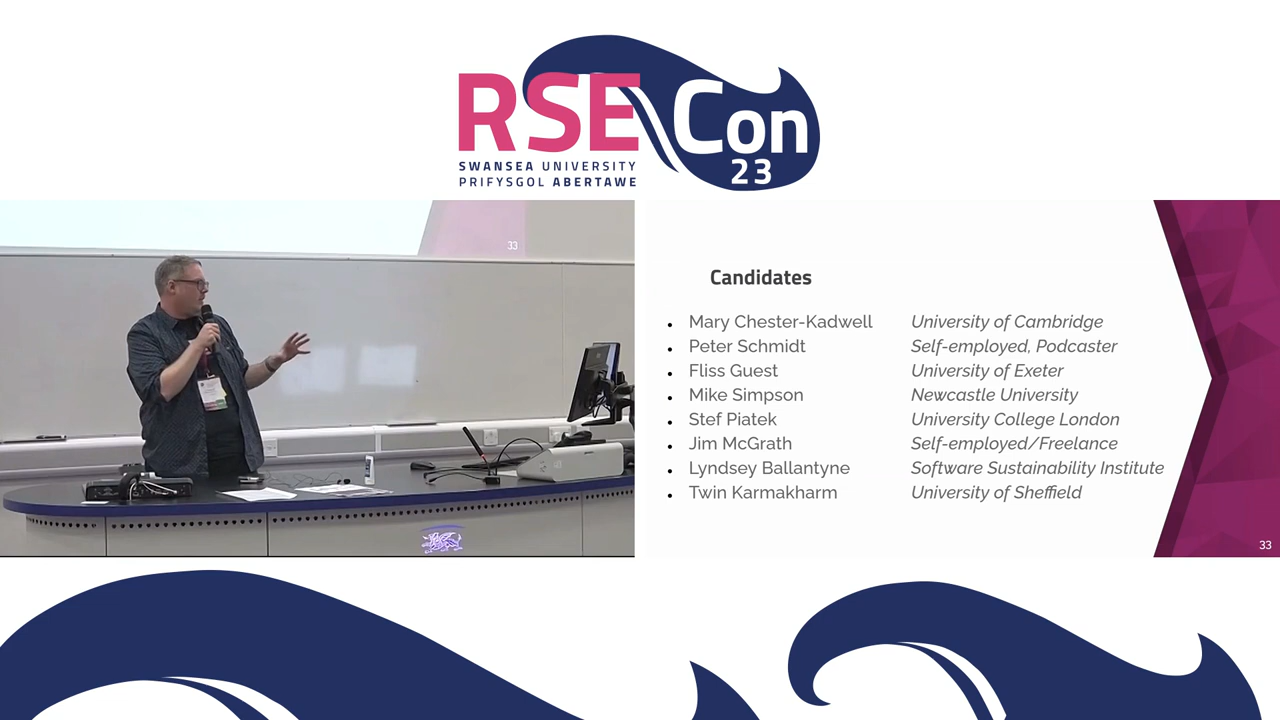 RSE Con
SWANSEA UNIVERSITY
PRIFYSGOL ABERTAWE
23
33
Candidates
• Mary Chester-Kadwell University of Cambridge
• Peter Schmidt Self-employed, Podcaster
• Fliss Guest University of Exeter
• Mike Simpson Newcastle University
• Stef Piatek University College London
• Jim McGrath Self-employed/Freelance
• Lyndsey Ballantyne Software Sustainability Institute
• Twin Karmakharm University of Sheffield
33